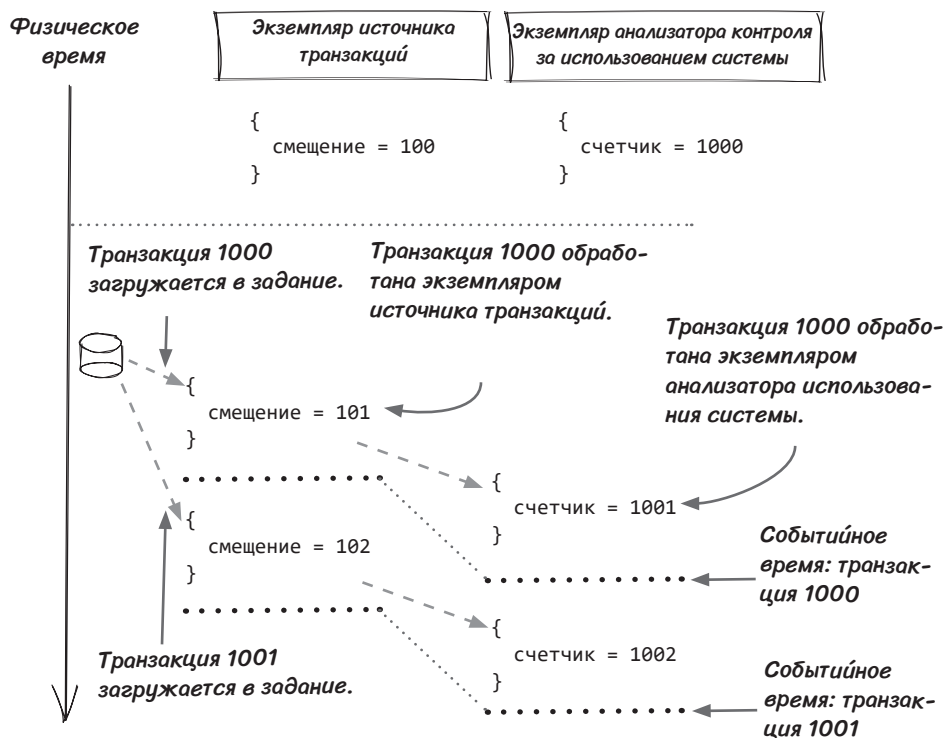 Физическое
время
Экземпляр источника
транзакций
Экземпляр анализатора контроля
за использованием системы
{
смещение = 100
}
{
счетчик = 1000
}
Транзакция 1000
загружается в задание.
Транзакция 1000 обрабо-
тана экземпляром
источника транзакций.
Транзакция 1000 обрабо-
тана экземпляром
анализатора использова-
ния системы.
{
смещение = 101
}
{
счетчик = 1001
}
Событийное
время: транзак-
ция 1000
{
смещение = 102
}
{
счетчик = 1002
}
Транзакция 1001
загружается в задание.
Событийное
время: транзак-
ция 1001